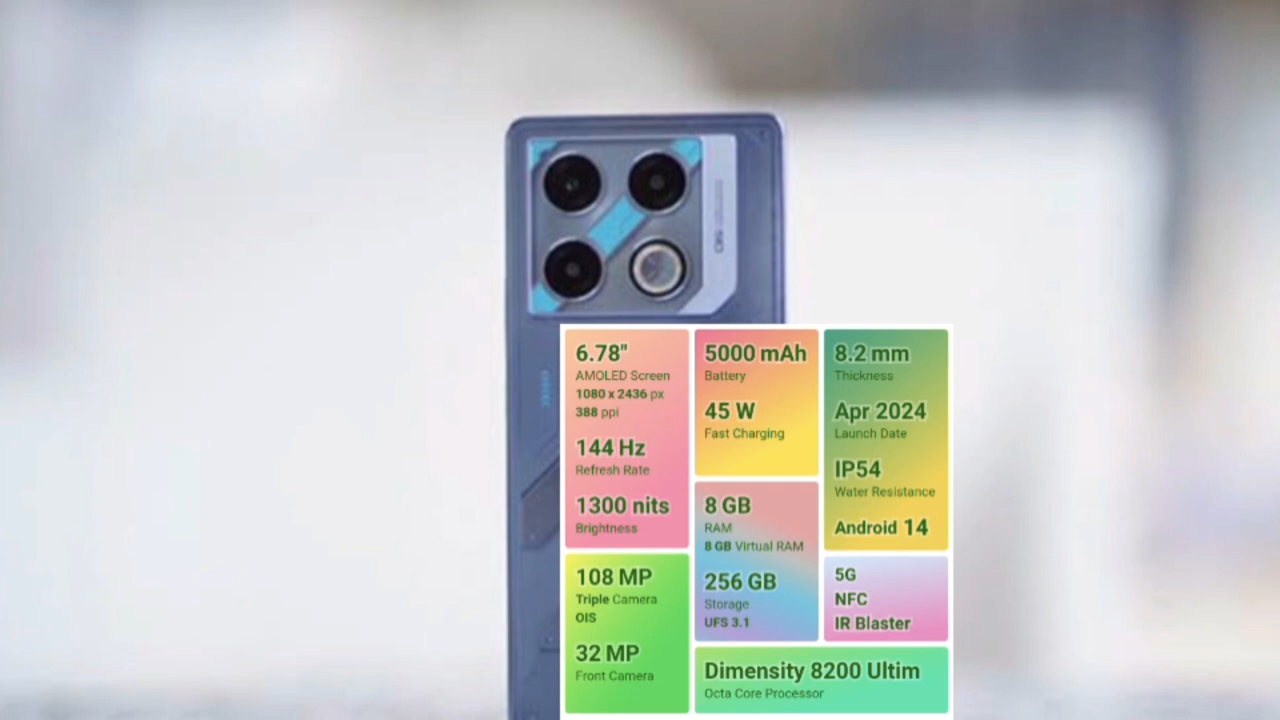 6.78"
AMOLED Screen
1080 x 2436 px
388 ppi
144 Hz
Refresh Rate
1300 nits
Brightness
108 MP
Triple Camera
OIS
32 MP
Front Camera
5000 mAh
Battery
45 W
Fast Charging
8 GB
RAM
8 GB Virtual RAM
256 GB
Storage
UFS 3.1
8.2 mm
Thickness
Apr 2024
Launch Date
IP54
Water Resistance
Android 14
5G
NFC
IR Blaster
Dimensity 8200 Ultim
Octa Core Processor